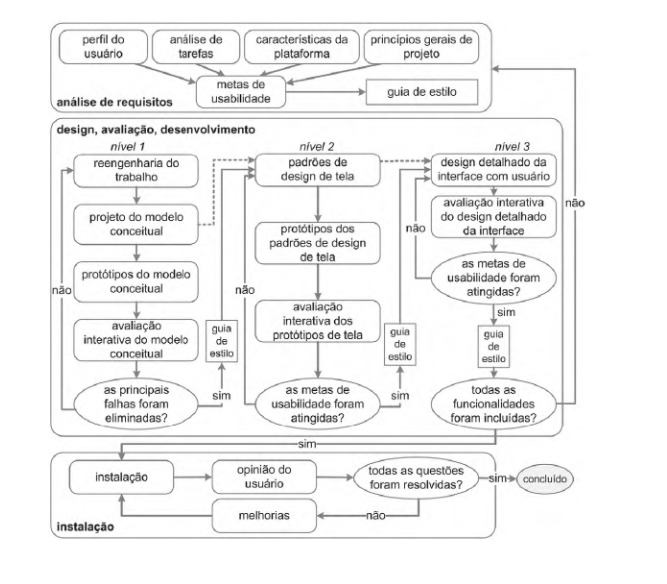 perfil do
usuário
análise de
tarefas
características da
plataforma
princípios gerais de
projeto
metas de
usabilidade
guia de estilo
análise de requisitos
design, avaliação, desenvolvimento
nível 1
reengenharia do
trabalho
projeto do modelo
conceitual
protótipos do modelo
conceitual
não
avaliação
interativa do modelo
conceitual
as principais
falhas foram
eliminadas?
sim
guia
de
estilo
nível 2
padrões de
design de tela
protótipos dos
padrões de design
de tela
não
avaliação
interativa dos
protótipos de tela
as metas de
usabilidade foram
atingidas?
sim
guia
de
estilo
nível 3
design detalhado da
interface com usuário
avaliação interativa
do design detalhado
da interface
não
as metas de
usabilidade foram
atingidas?
sim
guia
de
estilo
todas as
funcionalidades
foram incluídas?
não
sim
instalação
opinião do
usuário
todas as questões
foram resolvidas?
sim
concluído
melhorias
não
instalação